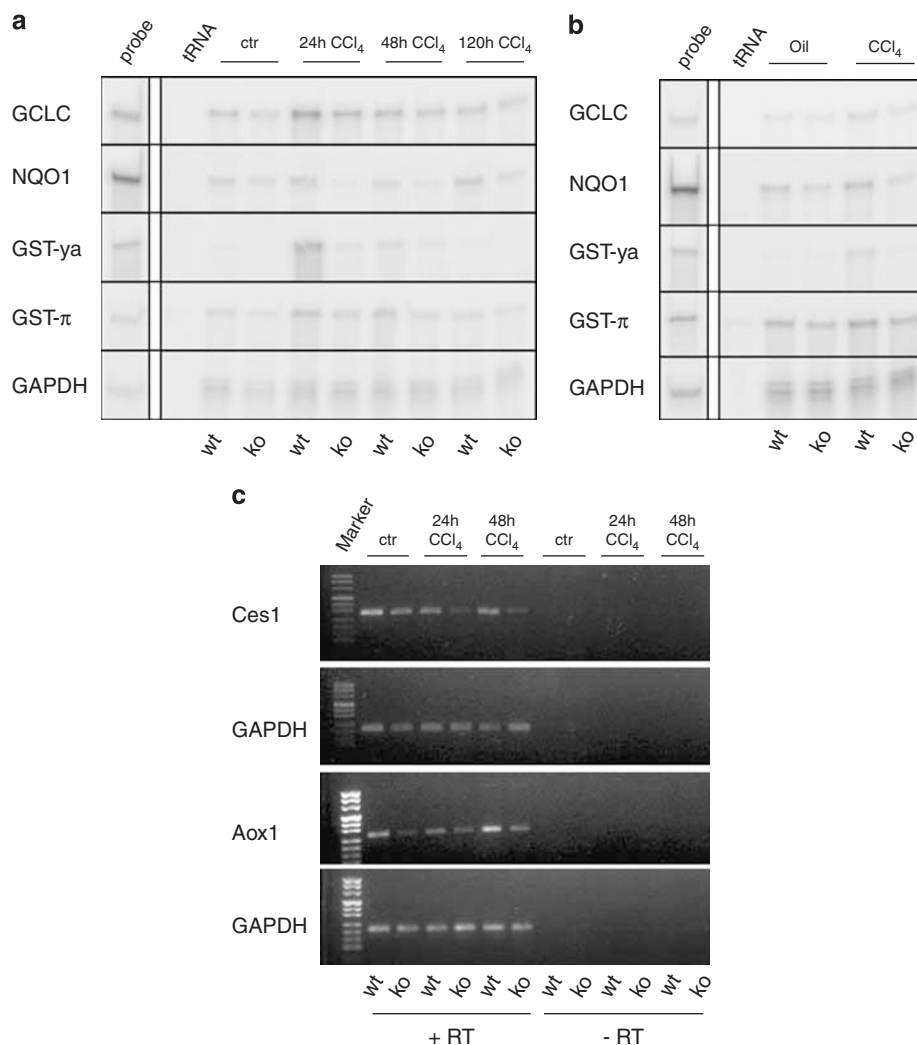 a
probe tRNA ctr 24h CCl₄ 48h CCl₄ 120h CCl₄
GCLC
NQO1
GST-ya
GST-π
GAPDH
wt ko wt ko wt ko wt ko
b
probe tRNA Oil CCl₄
GCLC
NQO1
GST-ya
GST-π
GAPDH
wt ko wt ko
c
Marker ctr 24h CCl₄ 48h CCl₄ ctr 24h CCl₄ 48h CCl₄
Ces1
GAPDH
Aox1
GAPDH
wt ko wt ko wt ko wt ko wt ko wt ko
+ RT - RT